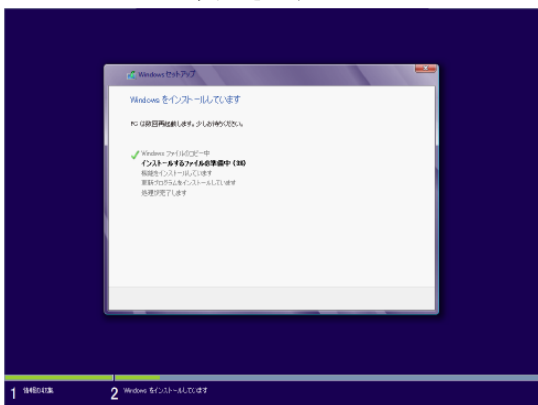 Windows セットアップ
Windows をインストールしています
PC は数回再起動します。少しお待ちください。
Windows ファイルのコピー中
インストールするファイルの準備中 (3%)
機能をインストールしています
更新プログラムをインストールしています
処理が完了します
1 情報の収集
2 Windows をインストールしています